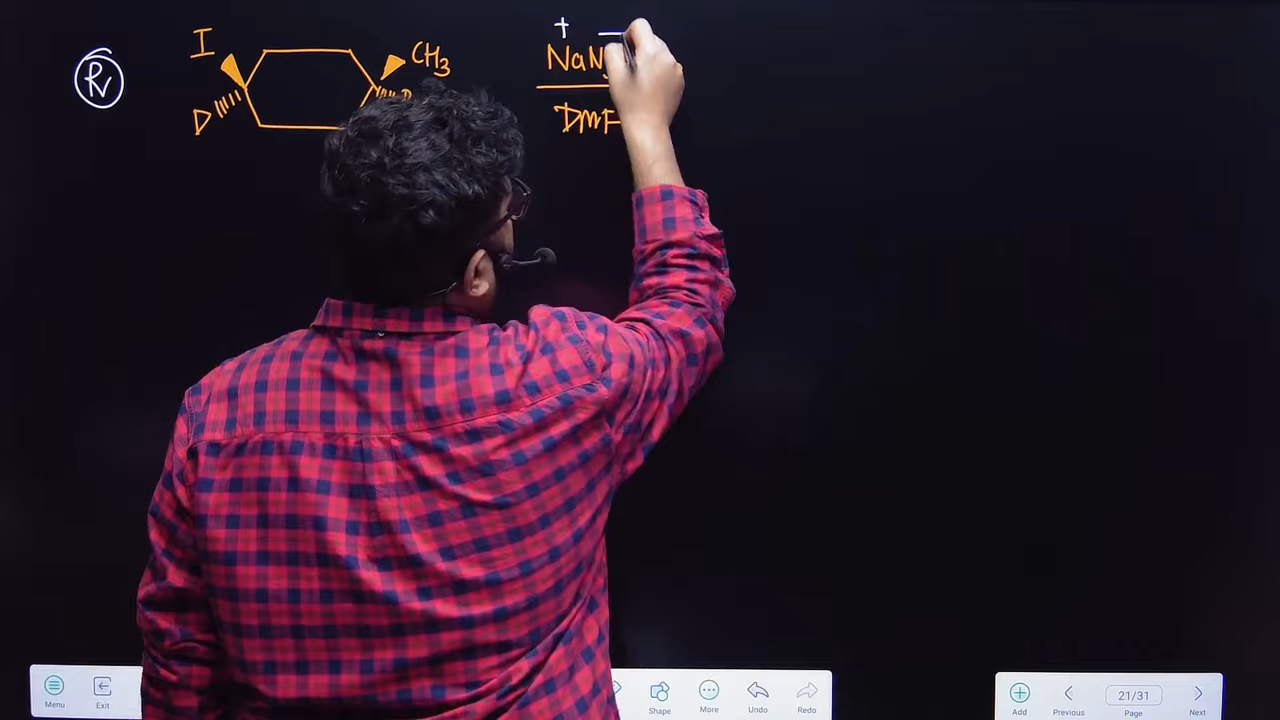 R
I
CH3
D
+ —
NaN
DMF
Menu
Exit
Shape
More
Undo
Redo
Add
Previous
21/31
Page
Next